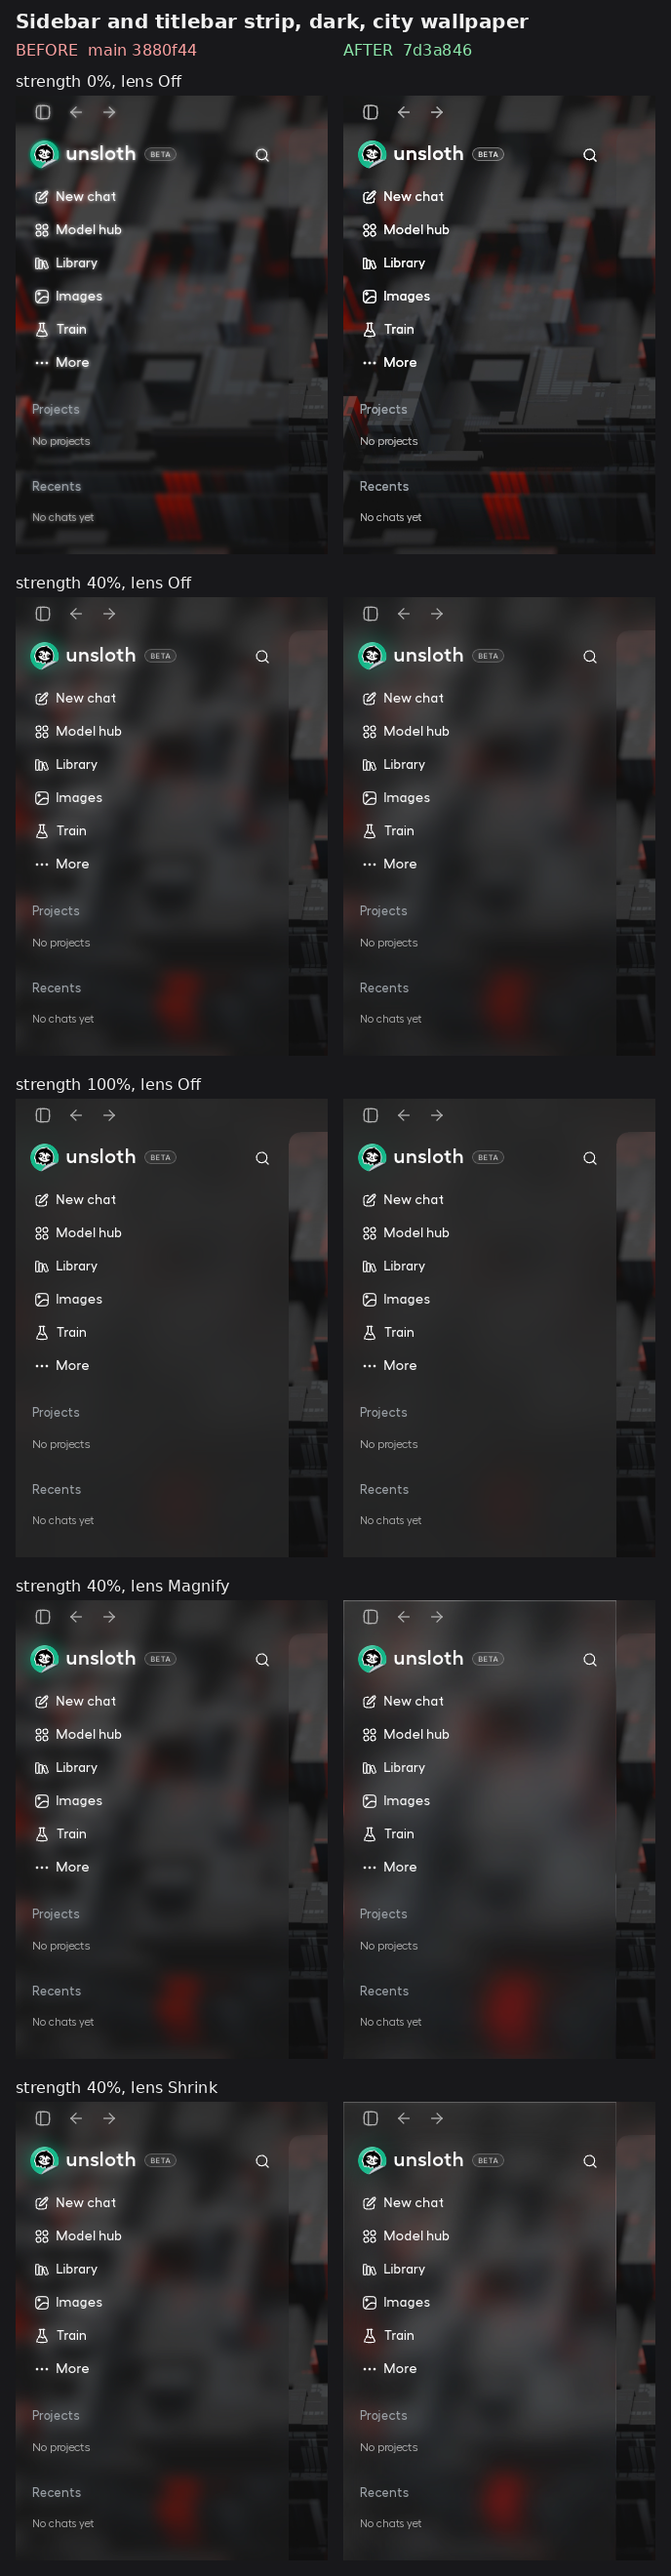 Sidebar and titlebar strip, dark, city wallpaper
BEFORE main 3880f44 AFTER 7d3a846
strength 0%, lens Off
unsloth BETA unsloth BETA
New chat New chat
Model hub Model hub
Library Library
Images Images
Train Train
More More
Projects Projects
No projects No projects
Recents Recents
No chats yet No chats yet
strength 40%, lens Off
unsloth BETA unsloth BETA
New chat New chat
Model hub Model hub
Library Library
Images Images
Train Train
More More
Projects Projects
No projects No projects
Recents Recents
No chats yet No chats yet
strength 100%, lens Off
unsloth BETA unsloth BETA
New chat New chat
Model hub Model hub
Library Library
Images Images
Train Train
More More
Projects Projects
No projects No projects
Recents Recents
No chats yet No chats yet
strength 40%, lens Magnify
unsloth BETA unsloth BETA
New chat New chat
Model hub Model hub
Library Library
Images Images
Train Train
More More
Projects Projects
No projects No projects
Recents Recents
No chats yet No chats yet
strength 40%, lens Shrink
unsloth BETA unsloth BETA
New chat New chat
Model hub Model hub
Library Library
Images Images
Train Train
More More
Projects Projects
No projects No projects
Recents Recents
No chats yet No chats yet